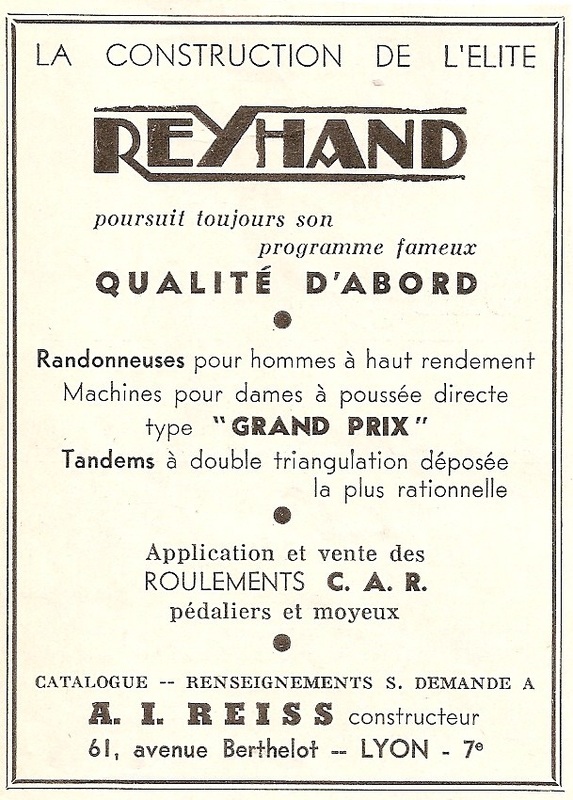 LA CONSTRUCTION DE L'ELITE
REYHAND
poursuit toujours son
programme fameux
QUALITÉ D'ABORD
Randonneuses pour hommes à haut rendement
Machines pour dames à poussée directe
type "GRAND PRIX"
Tandems à double triangulation déposée
la plus rationnelle
Application et vente des
ROULEMENTS C. A. R.
pédaliers et moyeux
CATALOGUE -- RENSEIGNEMENTS S. DEMANDE A
A. I. REISS constructeur
61, avenue Berthelot -- LYON - 7e